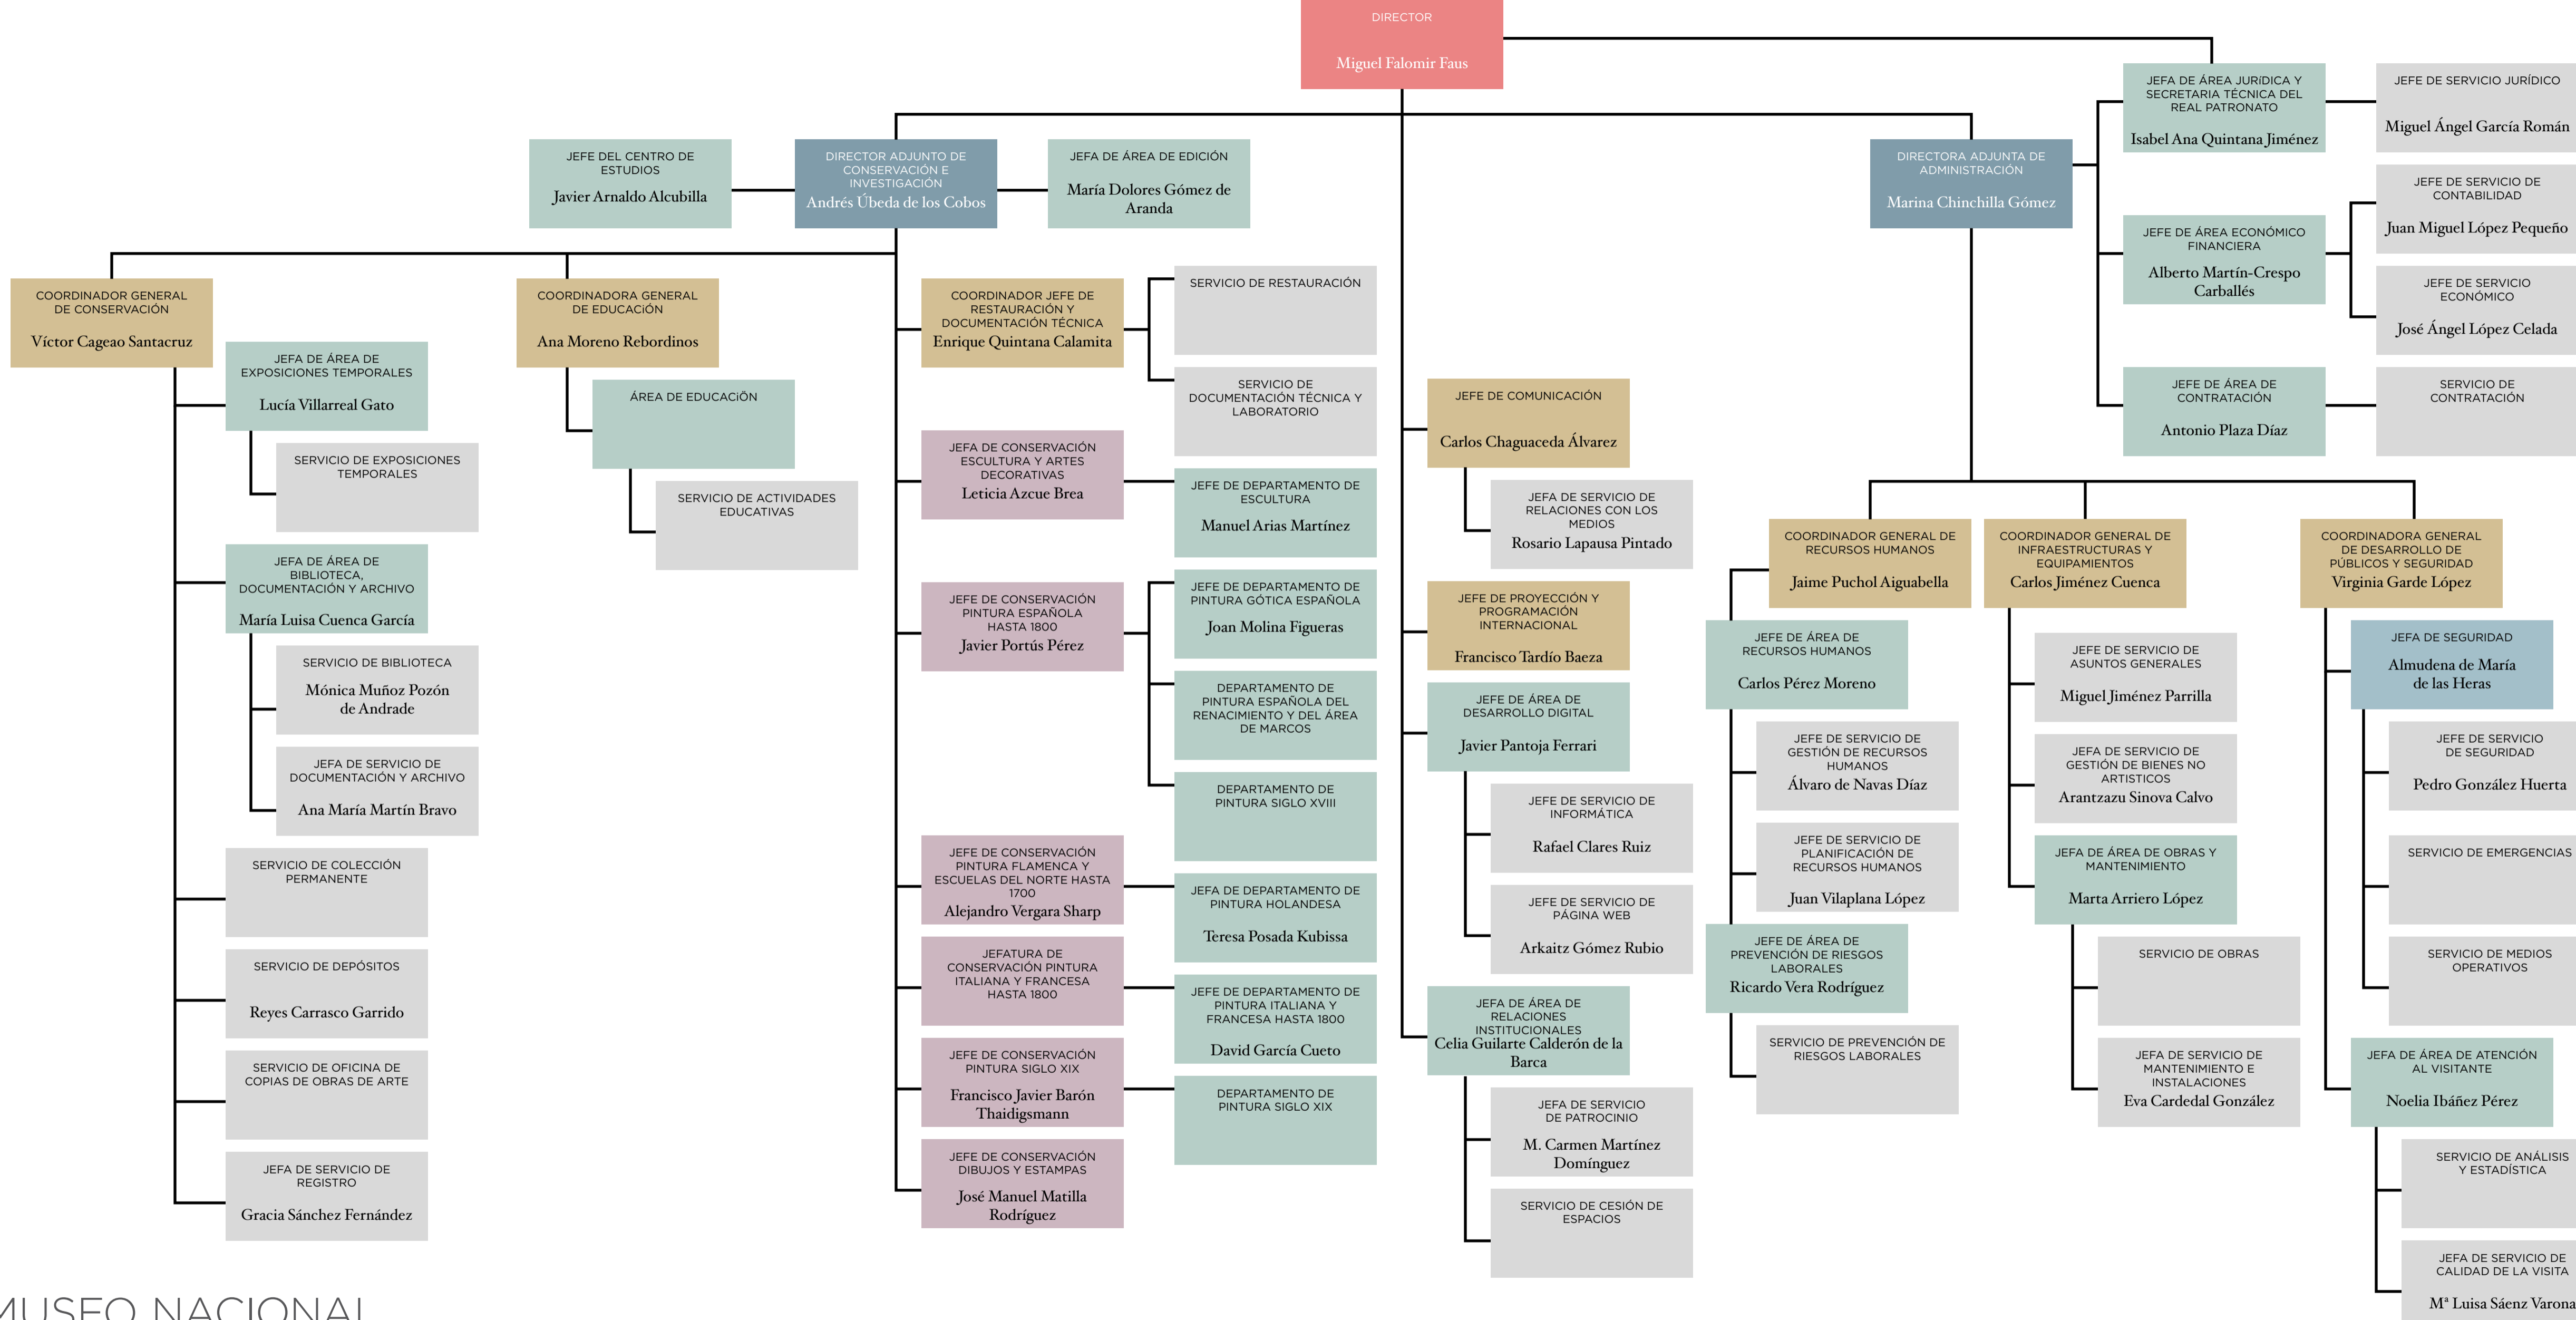 DIRECTOR
Miguel Falomir Faus
JEFE DEL CENTRO DE
ESTUDIOS
Javier Arnaldo Alcubilla
DIRECTOR ADJUNTO DE
CONSERVACIÓN E
INVESTIGACIÓN
Andrés Úbeda de los Cobos
JEFA DE ÁREA DE EDICIÓN
María Dolores Gómez de
Aranda
DIRECTORA ADJUNTA DE
ADMINISTRACIÓN
Marina Chinchilla Gómez
JEFA DE ÁREA JURíDICA Y
SECRETARIA TÉCNICA DEL
REAL PATRONATO
Isabel Ana Quintana Jiménez
JEFE DE SERVICIO JURÍDICO
Miguel Ángel García Román
JEFE DE ÁREA ECONÓMICO
FINANCIERA
Alberto Martín-Crespo
Carballés
JEFE DE SERVICIO DE
CONTABILIDAD
Juan Miguel López Pequeño
JEFE DE SERVICIO
ECONÓMICO
José Ángel López Celada
JEFE DE ÁREA DE
CONTRATACIÓN
Antonio Plaza Díaz
SERVICIO DE
CONTRATACIÓN
COORDINADOR GENERAL
DE CONSERVACIÓN
Víctor Cageao Santacruz
JEFA DE ÁREA DE
EXPOSICIONES TEMPORALES
Lucía Villarreal Gato
SERVICIO DE EXPOSICIONES
TEMPORALES
JEFA DE ÁREA DE
BIBLIOTECA,
DOCUMENTACIÓN Y ARCHIVO
María Luisa Cuenca García
SERVICIO DE BIBLIOTECA
Mónica Muñoz Pozón
de Andrade
JEFA DE SERVICIO DE
DOCUMENTACIÓN Y ARCHIVO
Ana María Martín Bravo
SERVICIO DE COLECCIÓN
PERMANENTE
SERVICIO DE DEPÓSITOS
Reyes Carrasco Garrido
SERVICIO DE OFICINA DE
COPIAS DE OBRAS DE ARTE
JEFA DE SERVICIO DE
REGISTRO
Gracia Sánchez Fernández
COORDINADORA GENERAL
DE EDUCACIÓN
Ana Moreno Rebordinos
ÁREA DE EDUCACiÖN
SERVICIO DE ACTIVIDADES
EDUCATIVAS
COORDINADOR JEFE DE
RESTAURACIÓN Y
DOCUMENTACIÓN TÉCNICA
Enrique Quintana Calamita
SERVICIO DE RESTAURACIÓN
SERVICIO DE
DOCUMENTACIÓN TÉCNICA Y
LABORATORIO
JEFA DE CONSERVACIÓN
ESCULTURA Y ARTES
DECORATIVAS
Leticia Azcue Brea
JEFE DE DEPARTAMENTO DE
ESCULTURA
Manuel Arias Martínez
JEFE DE CONSERVACIÓN
PINTURA ESPAÑOLA
HASTA 1800
Javier Portús Pérez
JEFE DE DEPARTAMENTO DE
PINTURA GÓTICA ESPAÑOLA
Joan Molina Figueras
DEPARTAMENTO DE
PINTURA ESPAÑOLA DEL
RENACIMIENTO Y DEL ÁREA
DE MARCOS
DEPARTAMENTO DE
PINTURA SIGLO XVIII
JEFE DE CONSERVACIÓN
PINTURA FLAMENCA Y
ESCUELAS DEL NORTE HASTA
1700
Alejandro Vergara Sharp
JEFA DE DEPARTAMENTO DE
PINTURA HOLANDESA
Teresa Posada Kubissa
JEFATURA DE
CONSERVACIÓN PINTURA
ITALIANA Y FRANCESA
HASTA 1800
JEFE DE DEPARTAMENTO DE
PINTURA ITALIANA Y
FRANCESA HASTA 1800
David García Cueto
JEFE DE CONSERVACIÓN
PINTURA SIGLO XIX
Francisco Javier Barón
Thaidigsmann
DEPARTAMENTO DE
PINTURA SIGLO XIX
JEFE DE CONSERVACIÓN
DIBUJOS Y ESTAMPAS
José Manuel Matilla
Rodríguez
JEFE DE COMUNICACIÓN
Carlos Chaguaceda Álvarez
JEFA DE SERVICIO DE
RELACIONES CON LOS
MEDIOS
Rosario Lapausa Pintado
JEFE DE PROYECCIÓN Y
PROGRAMACIÓN
INTERNACIONAL
Francisco Tardío Baeza
JEFE DE ÁREA DE
DESARROLLO DIGITAL
Javier Pantoja Ferrari
JEFE DE SERVICIO DE
INFORMÁTICA
Rafael Clares Ruiz
JEFE DE SERVICIO DE
PÁGINA WEB
Arkaitz Gómez Rubio
JEFA DE ÁREA DE
RELACIONES
INSTITUCIONALES
Celia Guilarte Calderón de la
Barca
JEFA DE SERVICIO
DE PATROCINIO
M. Carmen Martínez
Domínguez
SERVICIO DE CESIÓN DE
ESPACIOS
COORDINADOR GENERAL DE
RECURSOS HUMANOS
Jaime Puchol Aiguabella
JEFE DE ÁREA DE
RECURSOS HUMANOS
Carlos Pérez Moreno
JEFE DE SERVICIO DE
GESTIÓN DE RECURSOS
HUMANOS
Álvaro de Navas Díaz
JEFE DE SERVICIO DE
PLANIFICACIÓN DE
RECURSOS HUMANOS
Juan Vilaplana López
JEFE DE ÁREA DE
PREVENCIÓN DE RIESGOS
LABORALES
Ricardo Vera Rodríguez
SERVICIO DE PREVENCIÓN DE
RIESGOS LABORALES
COORDINADOR GENERAL DE
INFRAESTRUCTURAS Y
EQUIPAMIENTOS
Carlos Jiménez Cuenca
JEFE DE SERVICIO DE
ASUNTOS GENERALES
Miguel Jiménez Parrilla
JEFA DE SERVICIO DE
GESTIÓN DE BIENES NO
ARTISTICOS
Arantzazu Sinova Calvo
JEFA DE ÁREA DE OBRAS Y
MANTENIMIENTO
Marta Arriero López
SERVICIO DE OBRAS
JEFA DE SERVICIO DE
MANTENIMIENTO E
INSTALACIONES
Eva Cardedal González
COORDINADORA GENERAL
DE DESARROLLO DE
PÚBLICOS Y SEGURIDAD
Virginia Garde López
JEFA DE SEGURIDAD
Almudena de María
de las Heras
JEFE DE SERVICIO
DE SEGURIDAD
Pedro González Huerta
SERVICIO DE EMERGENCIAS
SERVICIO DE MEDIOS
OPERATIVOS
JEFA DE ÁREA DE ATENCIÓN
AL VISITANTE
Noelia Ibáñez Pérez
SERVICIO DE ANÁLISIS
Y ESTADÍSTICA
JEFA DE SERVICIO DE
CALIDAD DE LA VISITA
Mª Luisa Sáenz Varona
MUSEO NACIONAL